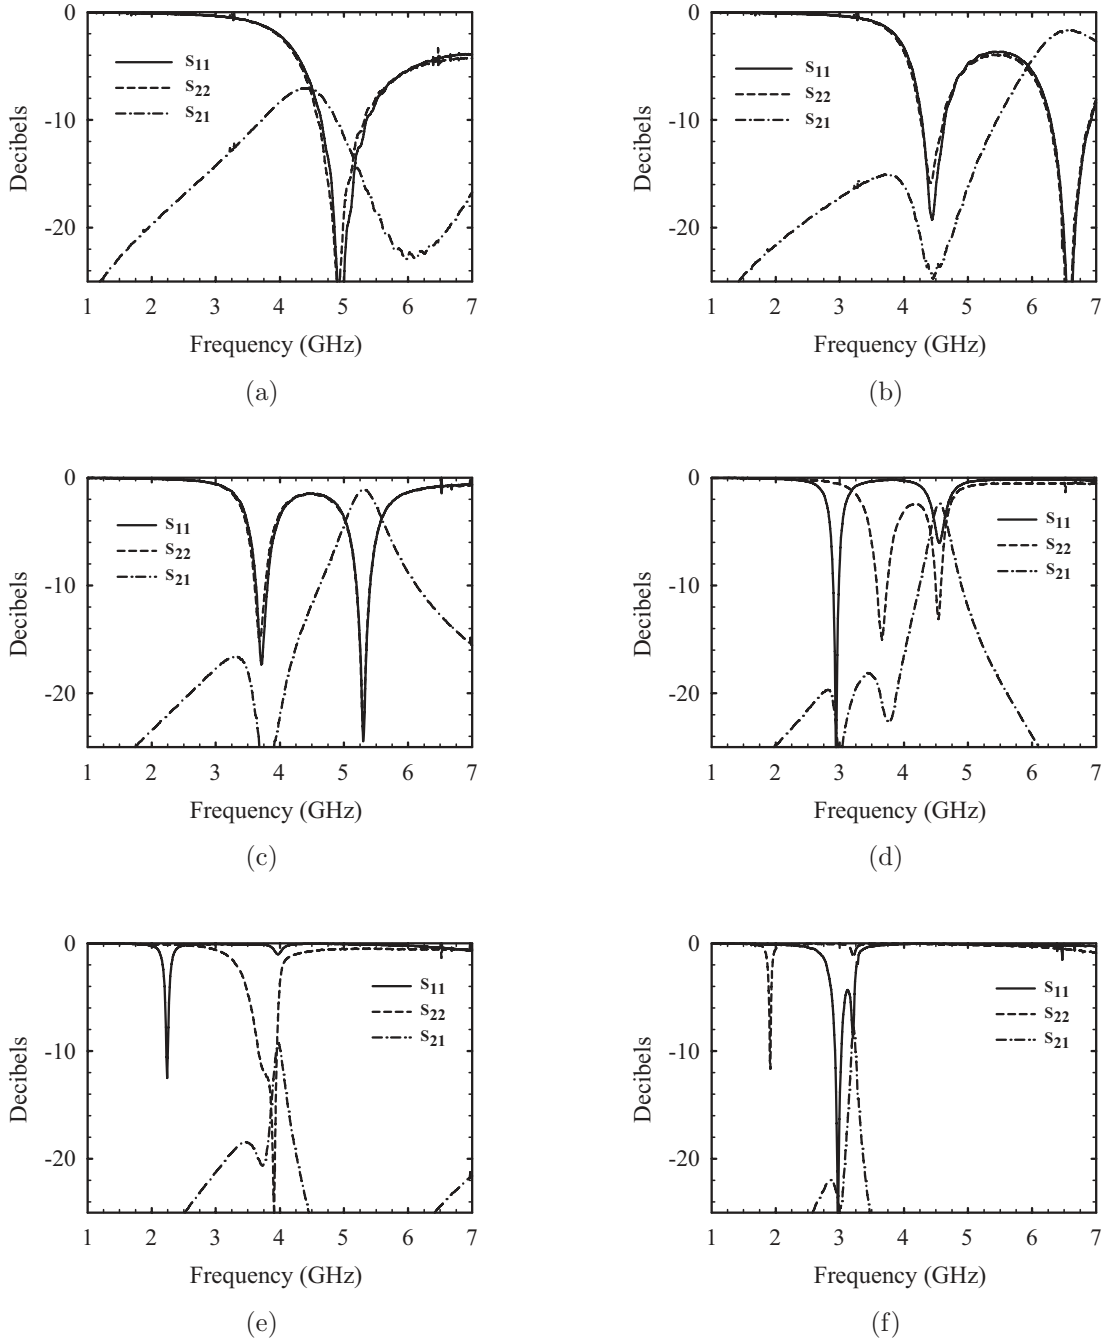 0
-10
-20
Decibels
S11
S22
S21
1 2 3 4 5 6 7
Frequency (GHz)
(a)
0
-10
-20
Decibels
S11
S22
S21
1 2 3 4 5 6 7
Frequency (GHz)
(b)
0
-10
-20
Decibels
S11
S22
S21
1 2 3 4 5 6 7
Frequency (GHz)
(c)
0
-10
-20
Decibels
S11
S22
S21
1 2 3 4 5 6 7
Frequency (GHz)
(d)
0
-10
-20
Decibels
S11
S22
S21
1 2 3 4 5 6 7
Frequency (GHz)
(e)
0
-10
-20
Decibels
S11
S22
S21
1 2 3 4 5 6 7
Frequency (GHz)
(f)